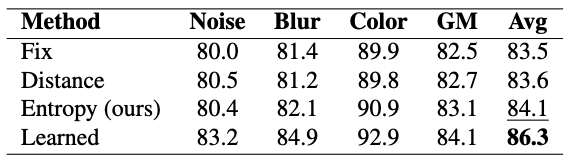 Method Noise Blur Color GM Avg
Fix 80.0 81.4 89.9 82.5 83.5
Distance 80.5 81.2 89.8 82.7 83.6
Entropy (ours) 80.4 82.1 90.9 83.1 84.1
Learned 83.2 84.9 92.9 84.1 86.3